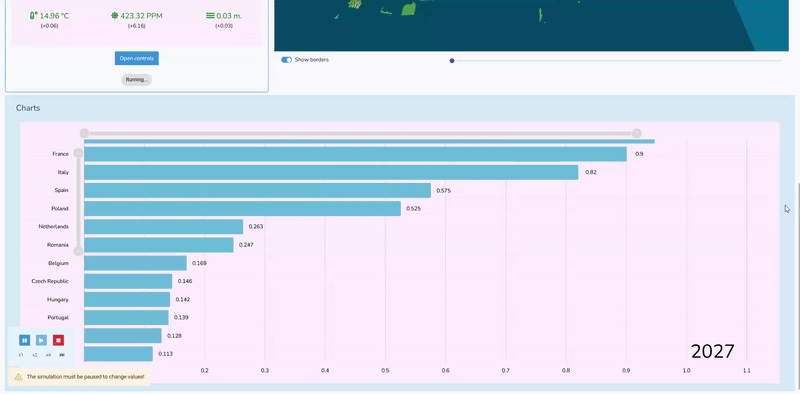 14.96 °C 423.32 PPM 0.03 m.
(+0.06) (+6.16) (+0.03)
Open controls
Running...
Show borders
Charts
France 0.9
Italy 0.82
Spain 0.575
Poland 0.525
Netherlands 0.263
Romania 0.247
Belgium 0.169
Czech Republic 0.146
Hungary 0.142
Portugal 0.139
0.128
0.113
2027
x1 x2 x4
0.2 0.3 0.4 0.5 0.6 0.7 0.8 0.9 1.0 1.1
The simulation must be paused to change values!